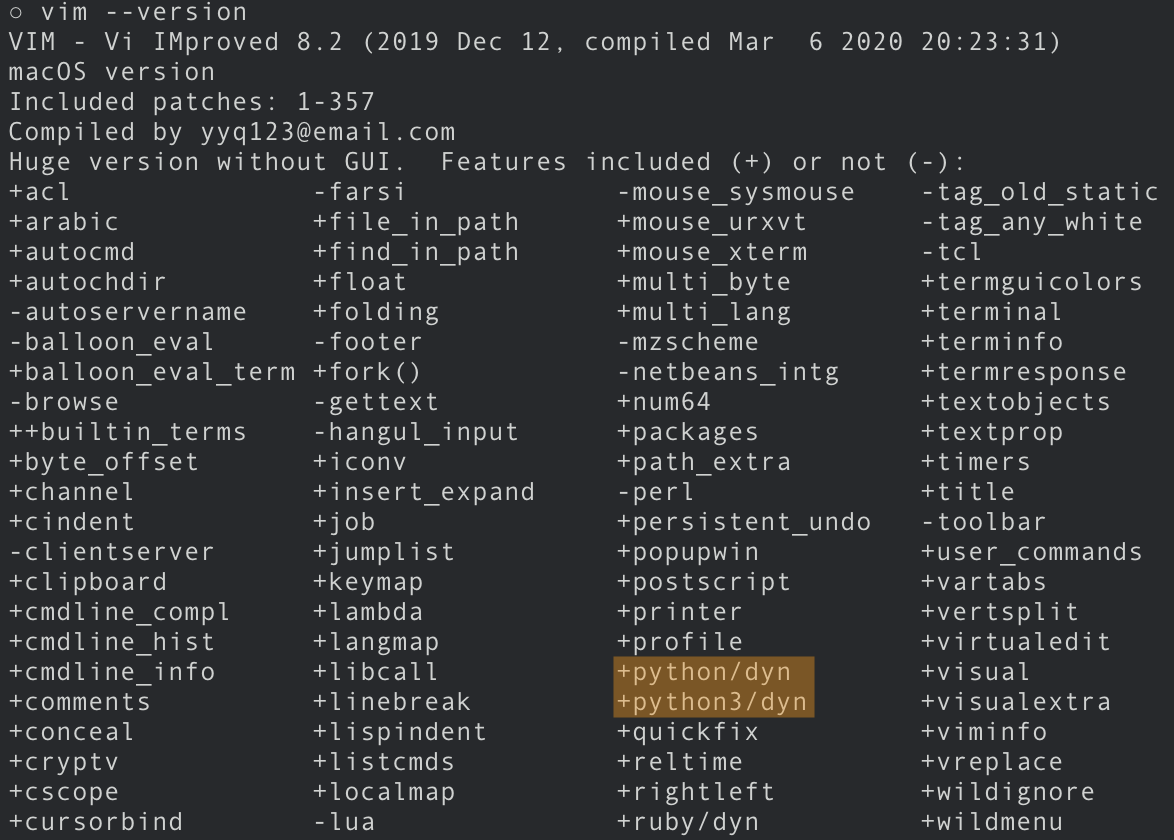 ○ vim --version
VIM - Vi IMproved 8.2 (2019 Dec 12, compiled Mar  6 2020 20:23:31)
macOS version
Included patches: 1-357
Compiled by yyq123@email.com
Huge version without GUI.  Features included (+) or not (-):
+acl               -farsi             -mouse_sysmouse    -tag_old_static
+arabic            +file_in_path      +mouse_urxvt       -tag_any_white
+autocmd           +find_in_path      +mouse_xterm       -tcl
+autochdir         +float             +multi_byte        +termguicolors
-autoservername    +folding           +multi_lang        +terminal
-balloon_eval      -footer            -mzscheme          +terminfo
+balloon_eval_term +fork()            -netbeans_intg     +termresponse
-browse            -gettext           +num64             +textobjects
++builtin_terms    -hangul_input      +packages          +textprop
+byte_offset       +iconv             +path_extra        +timers
+channel           +insert_expand     -perl              +title
+cindent           +job               +persistent_undo   -toolbar
-clientserver      +jumplist          +popupwin          +user_commands
+clipboard         +keymap            +postscript        +vartabs
+cmdline_compl     +lambda            +printer           +vertsplit
+cmdline_hist      +langmap           +profile           +virtualedit
+cmdline_info      +libcall           +python/dyn        +visual
+comments          +linebreak         +python3/dyn       +visualextra
+conceal           +lispindent        +quickfix          +viminfo
+cryptv            +listcmds          +reltime           +vreplace
+cscope            +localmap          +rightleft         +wildignore
+cursorbind        -lua               +ruby/dyn          +wildmenu